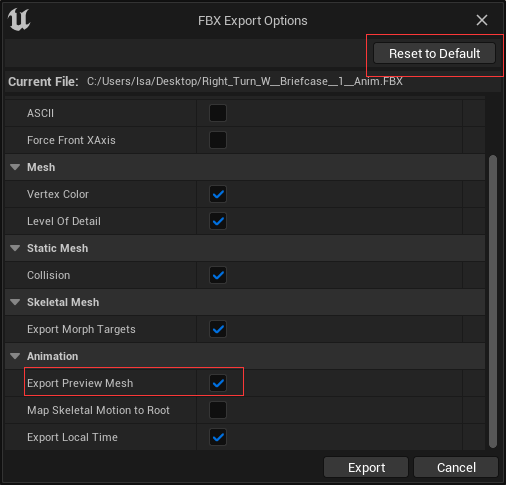 FBX Export Options
Reset to Default
Current File: C:/Users/Isa/Desktop/Right_Turn_W__Briefcase__1__Anim.FBX
ASCII
Force Front XAxis
Mesh
Vertex Color
Level Of Detail
Static Mesh
Collision
Skeletal Mesh
Export Morph Targets
Animation
Export Preview Mesh
Map Skeletal Motion to Root
Export Local Time
Export Cancel